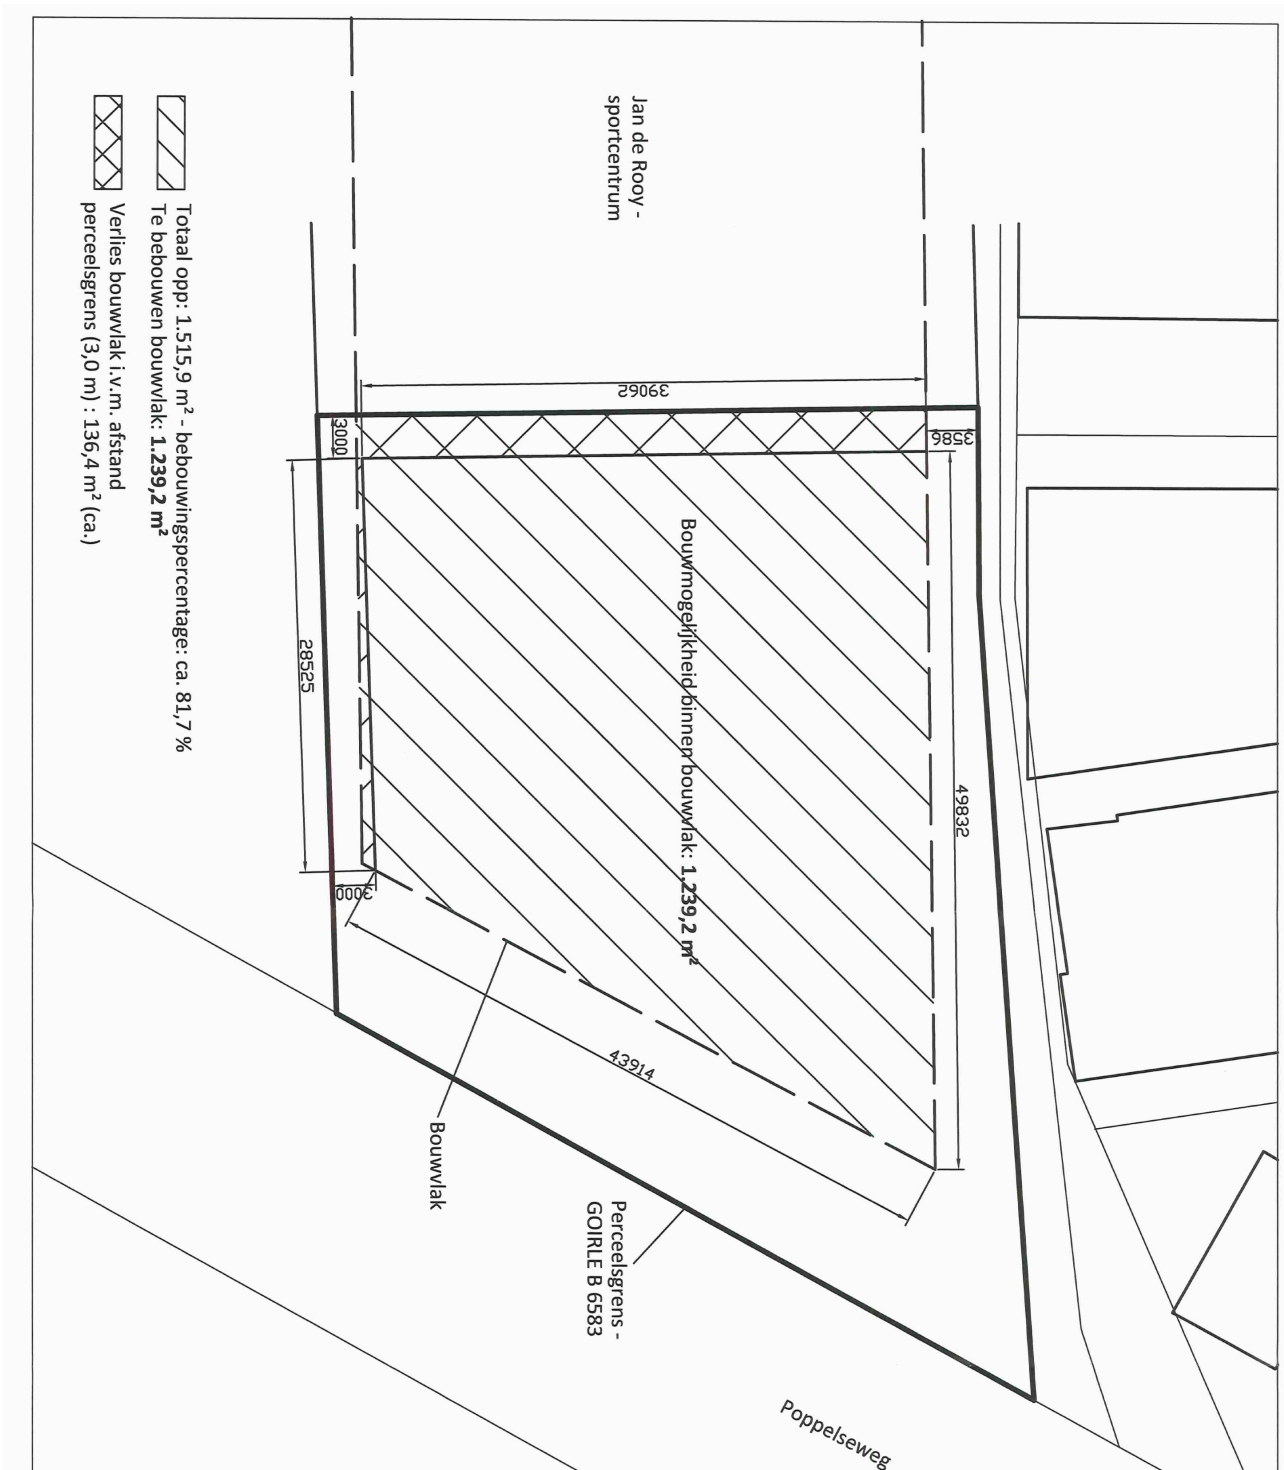 Jan de Rooy -
sportcentrum
39062
3000
3586
Bouwmogelijkheid binnen bouwvlak: 1.239,2 m²
49832
28525
3000
43914
Bouwvlak
Perceelsgrens -
GOIRLE B 6583
Poppelseweg
Totaal opp: 1.515,9 m² - bebouwingspercentage: ca. 81,7 %
Te bebouwen bouwvlak: 1.239,2 m²
Verlies bouwvlak i.v.m. afstand
perceelsgrens (3,0 m) : 136,4 m² (ca.)